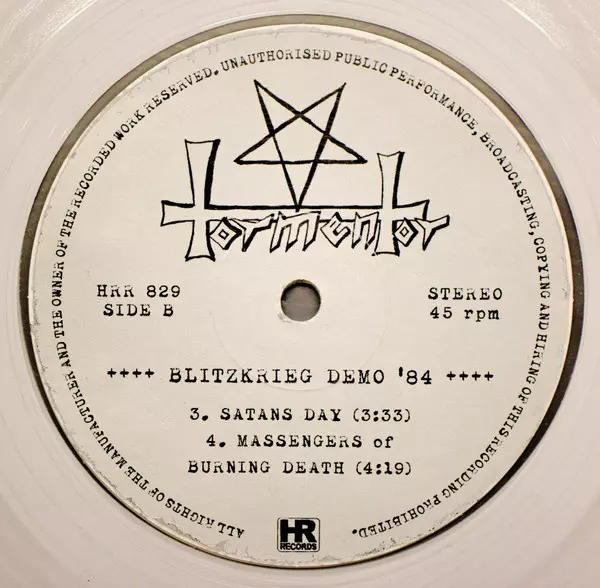 ALL RIGHTS OF THE MANUFACTURER AND THE OWNER OF THE RECORDED WORK RESERVED. UNAUTHORISED PUBLIC PERFORMANCE, BROADCASTING, COPYING AND HIRING OF THIS RECORDING PROHIBITED.
Tormentor
HRR 829
SIDE B
STEREO
45 rpm
++++ BLITZKRIEG DEMO '84 ++++
3. SATANS DAY (3:33)
4. MASSENGERS of
BURNING DEATH (4:19)
HR
RECORDS